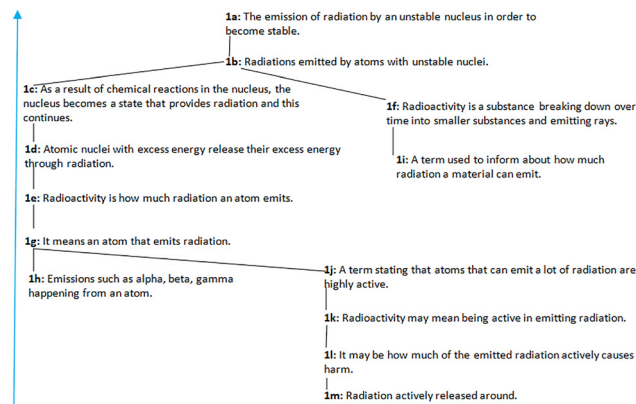 1a: The emission of radiation by an unstable nucleus in order to
become stable.
1b: Radiations emitted by atoms with unstable nuclei.
1c: As a result of chemical reactions in the nucleus, the
nucleus becomes a state that provides radiation and this
continues.
1f: Radioactivity is a substance breaking down over
time into smaller substances and emitting rays.
1d: Atomic nuclei with excess energy release their excess energy
through radiation.
1i: A term used to inform about how much
radiation a material can emit.
1e: Radioactivity is how much radiation an atom emits.
1g: It means an atom that emits radiation.
1h: Emissions such as alpha, beta, gamma
happening from an atom.
1j: A term stating that atoms that can emit a lot of radiation are
highly active.
1k: Radioactivity may mean being active in emitting radiation.
1l: It may be how much of the emitted radiation actively causes
harm.
1m: Radiation actively released around.